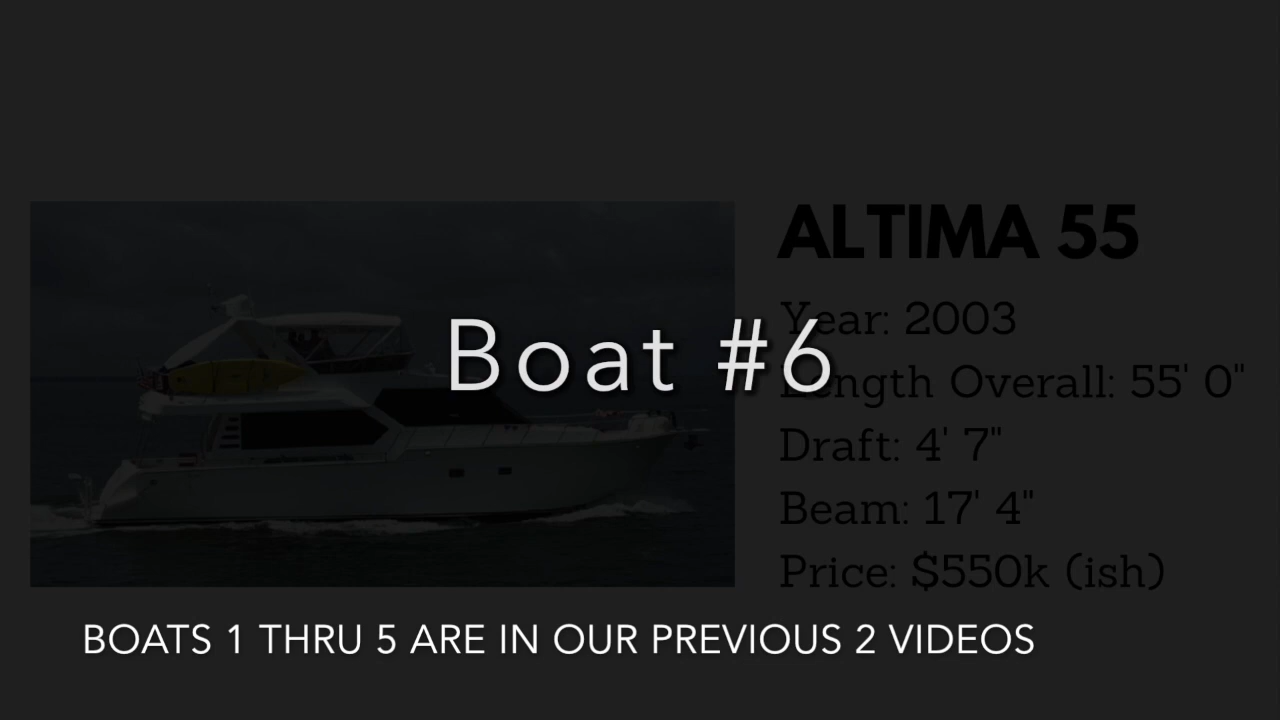 ALTIMA 55
Year: 2003
Boat #6
Length Overall: 55' 0"
Draft: 4' 7"
Beam: 17' 4"
Price: $550k (ish)
BOATS 1 THRU 5 ARE IN OUR PREVIOUS 2 VIDEOS